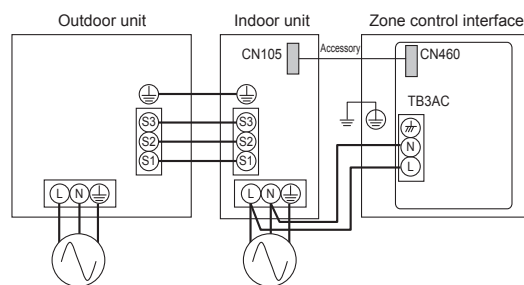 Outdoor unit
Indoor unit
Zone control interface
CN105
Accessory
CN460
TB3AC
S3
S3
S2
S2
S1
S1
N
L
L
N
L
N